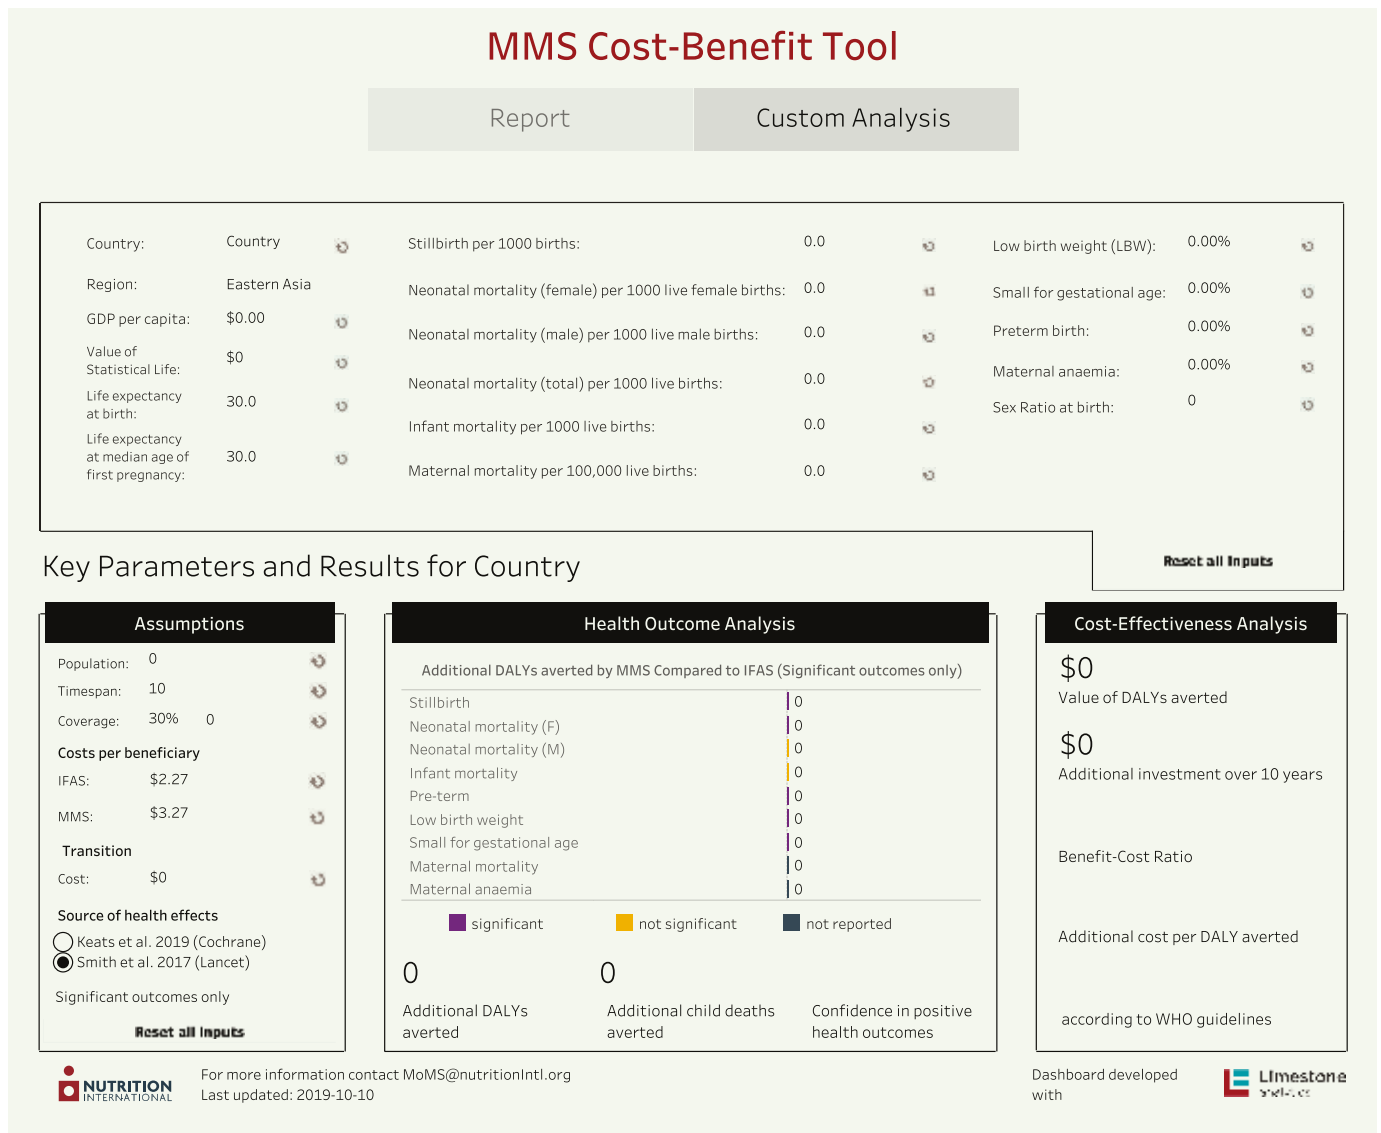 MMS Cost-Benefit Tool
Report
Custom Analysis
Country: Country
Region: Eastern Asia
GDP per capita: $0.00
Value of
Statistical Life: $0
Life expectancy
at birth: 30.0
Life expectancy
at median age of
first pregnancy: 30.0
Stillbirth per 1000 births: 0.0
Neonatal mortality (female) per 1000 live female births: 0.0
Neonatal mortality (male) per 1000 live male births: 0.0
Neonatal mortality (total) per 1000 live births: 0.0
Infant mortality per 1000 live births: 0.0
Maternal mortality per 100,000 live births: 0.0
Low birth weight (LBW): 0.00%
Small for gestational age: 0.00%
Preterm birth: 0.00%
Maternal anaemia: 0.00%
Sex Ratio at birth: 0
Reset all Inputs
Key Parameters and Results for Country
Assumptions
Population: 0
Timespan: 10
Coverage: 30% 0
Costs per beneficiary
IFAS: $2.27
MMS: $3.27
Transition
Cost: $0
Source of health effects
Keats et al. 2019 (Cochrane)
Smith et al. 2017 (Lancet)
Significant outcomes only
Reset all Inputs
Health Outcome Analysis
Additional DALYs averted by MMS Compared to IFAS (Significant outcomes only)
Stillbirth 0
Neonatal mortality (F) 0
Neonatal mortality (M) 0
Infant mortality 0
Pre-term 0
Low birth weight 0
Small for gestational age 0
Maternal mortality 0
Maternal anaemia 0
significant not significant not reported
0
Additional DALYs
averted
0
Additional child deaths
averted
Confidence in positive
health outcomes
Cost-Effectiveness Analysis
$0
Value of DALYs averted
$0
Additional investment over 10 years
Benefit-Cost Ratio
Additional cost per DALY averted
according to WHO guidelines
NUTRITION
INTERNATIONAL
For more information contact MoMS@nutritionIntl.org
Last updated: 2019-10-10
Dashboard developed
with
Limestone